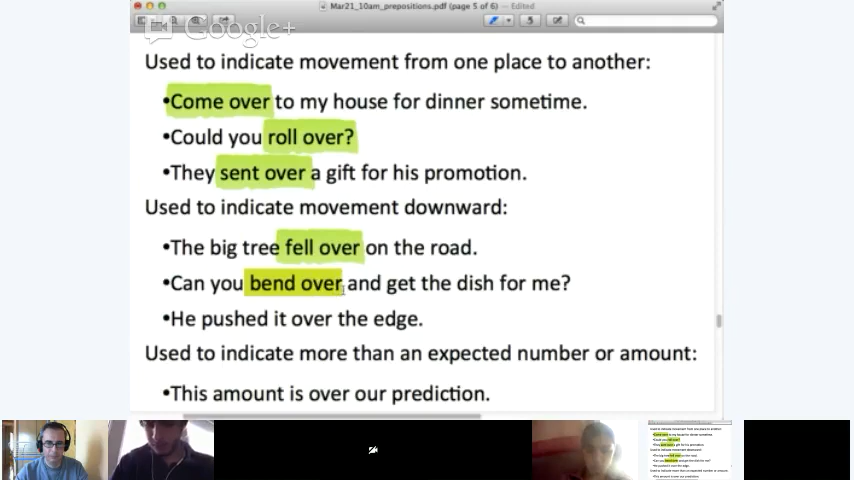 Mar21_10am_prepositions.pdf (page 5 of 6) — Edited
Google+
Used to indicate movement from one place to another:
•Come over to my house for dinner sometime.
•Could you roll over?
•They sent over a gift for his promotion.
Used to indicate movement downward:
•The big tree fell over on the road.
•Can you bend over and get the dish for me?
•He pushed it over the edge.
Used to indicate more than an expected number or amount:
•This amount is over our prediction.